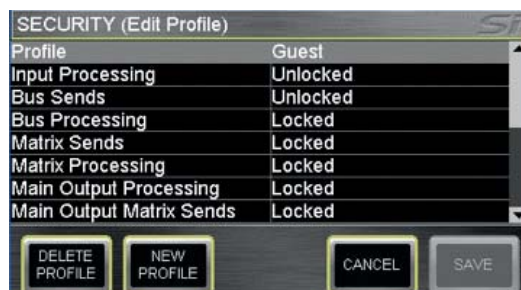 SECURITY (Edit Profile)
Si
Profile Guest
Input Processing Unlocked
Bus Sends Unlocked
Bus Processing Locked
Matrix Sends Locked
Matrix Processing Locked
Main Output Processing Locked
Main Output Matrix Sends Locked
DELETE PROFILE
NEW PROFILE
CANCEL
SAVE